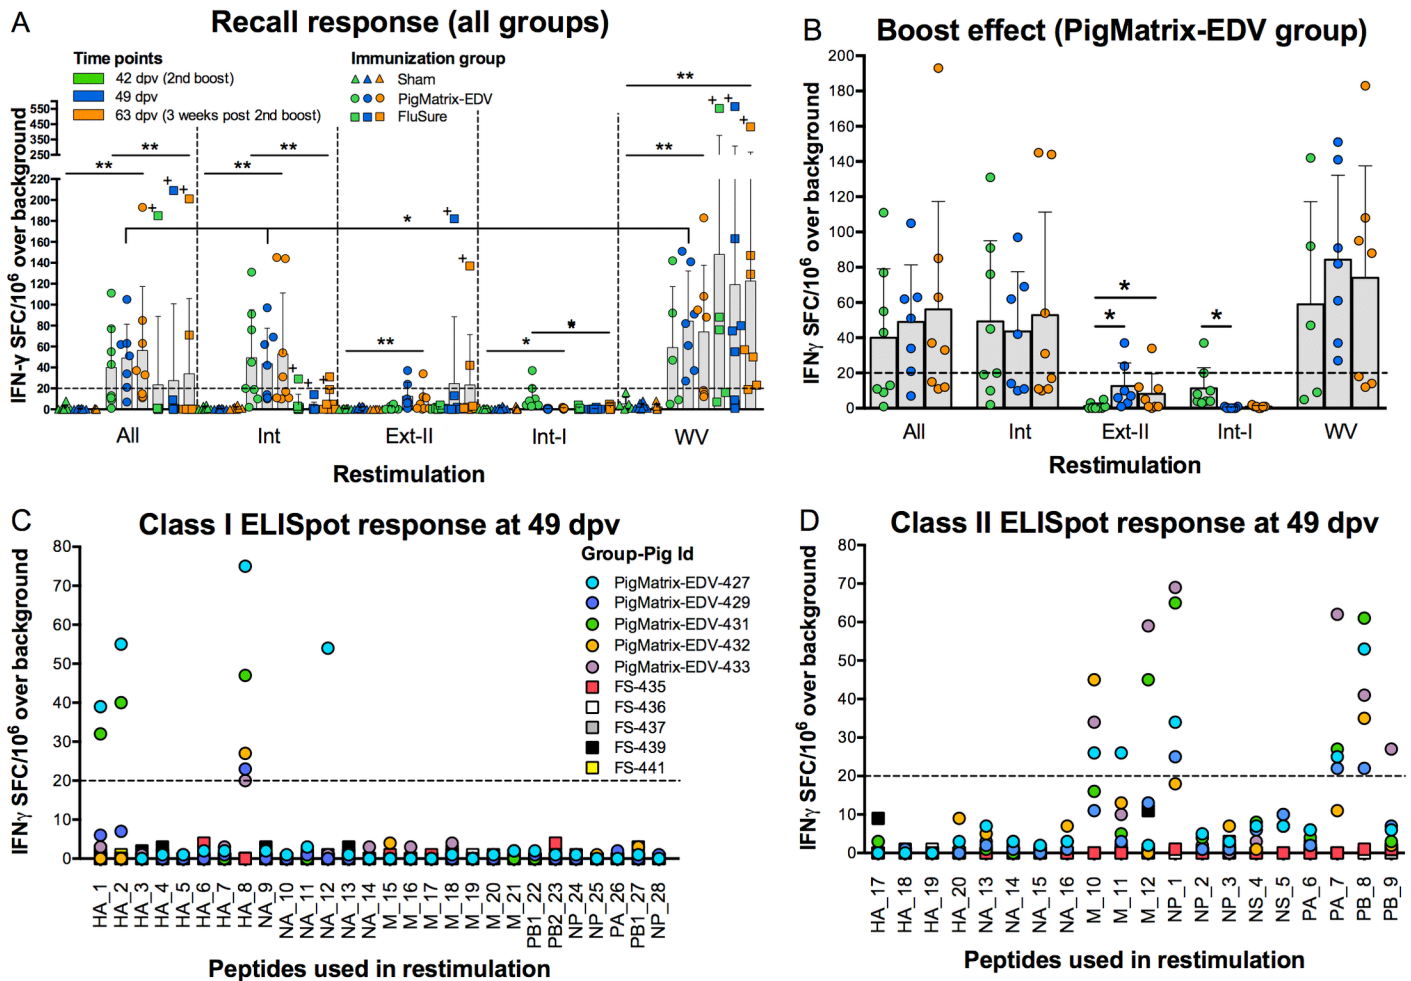 A
Recall response (all groups)
Time points
42 dpv (2nd boost)
49 dpv
63 dpv (3 weeks post 2nd boost)
Immunization group
Sham
PigMatrix-EDV
FluSure
IFN-γ SFC/10⁶ over background
550
450
350
250
220
200
180
160
140
120
100
80
60
40
20
0
**
**
**
**
**
*
*
*
**
**
*
+ + + + + + + + + + + +
All Int Ext-II Int-I WV
Restimulation
B
Boost effect (PigMatrix-EDV group)
IFNγ SFC/10⁶ over background
200
180
160
140
120
100
80
60
40
20
0
*
*
*
All Int Ext-II Int-I WV
Restimulation
C
Class I ELISpot response at 49 dpv
IFNγ SFC/10⁶ over background
80
70
60
50
40
30
20
10
0
Group-Pig Id
PigMatrix-EDV-427
PigMatrix-EDV-429
PigMatrix-EDV-431
PigMatrix-EDV-432
PigMatrix-EDV-433
FS-435
FS-436
FS-437
FS-439
FS-441
HA_1 HA_2 HA_3 HA_4 HA_5 HA_6 HA_7 HA_8 NA_9 NA_10 NA_11 NA_12 NA_13 NA_14 M_15 M_16 M_17 M_18 M_19 M_20 M_21 PB1_22 PB2_23 NP_24 NP_25 PA_26 PB1_27 NP_28
Peptides used in restimulation
D
Class II ELISpot response at 49 dpv
IFNγ SFC/10⁶ over background
80
70
60
50
40
30
20
10
0
HA_17 HA_18 HA_19 HA_20 NA_13 NA_14 NA_15 NA_16 M_10 M_11 M_12 NP_1 NP_2 NP_3 NS_4 NS_5 PA_6 PA_7 PB_8 PB_9
Peptides used in restimulation